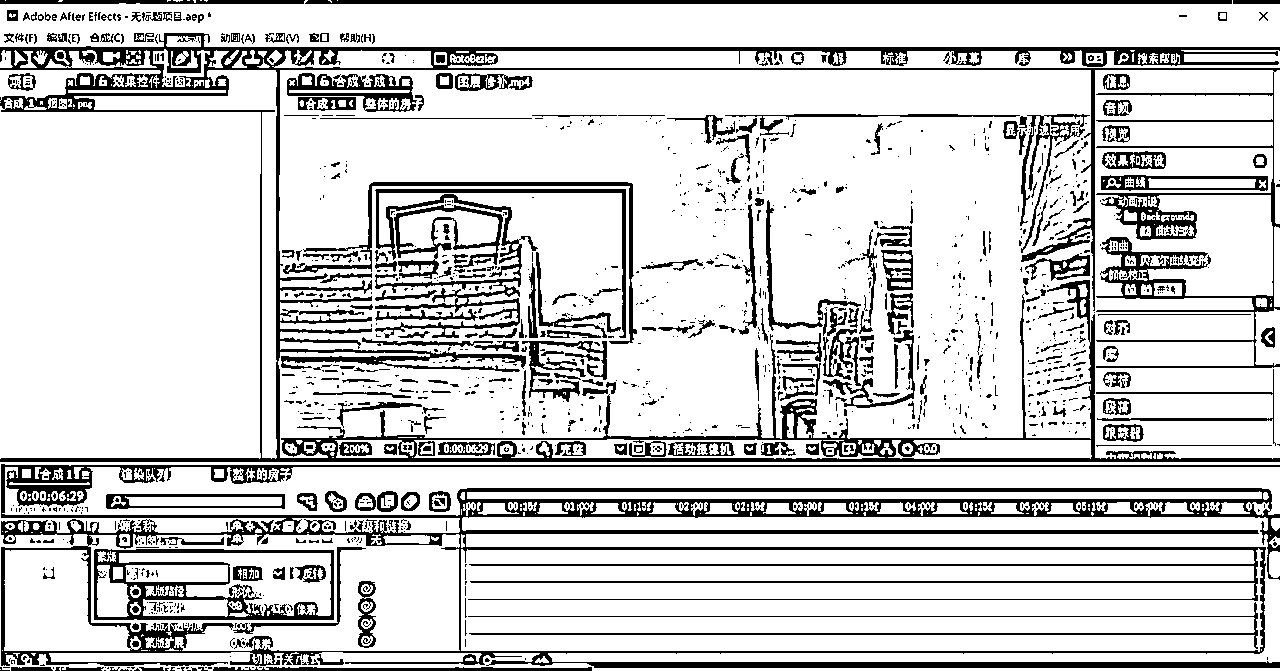 Adobe After Effects - 无标题项目.aep *
文件(F) 编辑(E) 合成(C) 图层(L) 效果(T) 动画(A) 视图(V) 窗口 帮助(H)
RotoBezier 默认 了解 标准 小屏幕 库 搜索帮助
项目 效果控件 烟图2.png 合成 合成 1 图层 修补.mp4
合成 1 • 烟图2.png
合成 1 整体的房子
信息
音频
预览
效果和预设
曲线
动画预设
Backgrounds
扭曲
贝塞尔曲线变形
颜色校正
曲线
对齐
库
字符
段落
跟踪器
200% 0:00:06:29 完整 活动摄像机 1个... +0.0
合成 1 渲染队列 整体的房子
0:00:06:29
:00f 00:15f 01:00f 01:15f 02:00f 02:15f 03:00f 03:15f 04:00f 04:15f 05:00f 05:15f 06:00f 06:15f
源名称 父级和链接
烟图2.png 无
蒙版
蒙版 1 相加 反转
蒙版路径 形状...
蒙版羽化 像素
蒙版不透明度 100%
蒙版扩展 0.0 像素
切换开关/模式